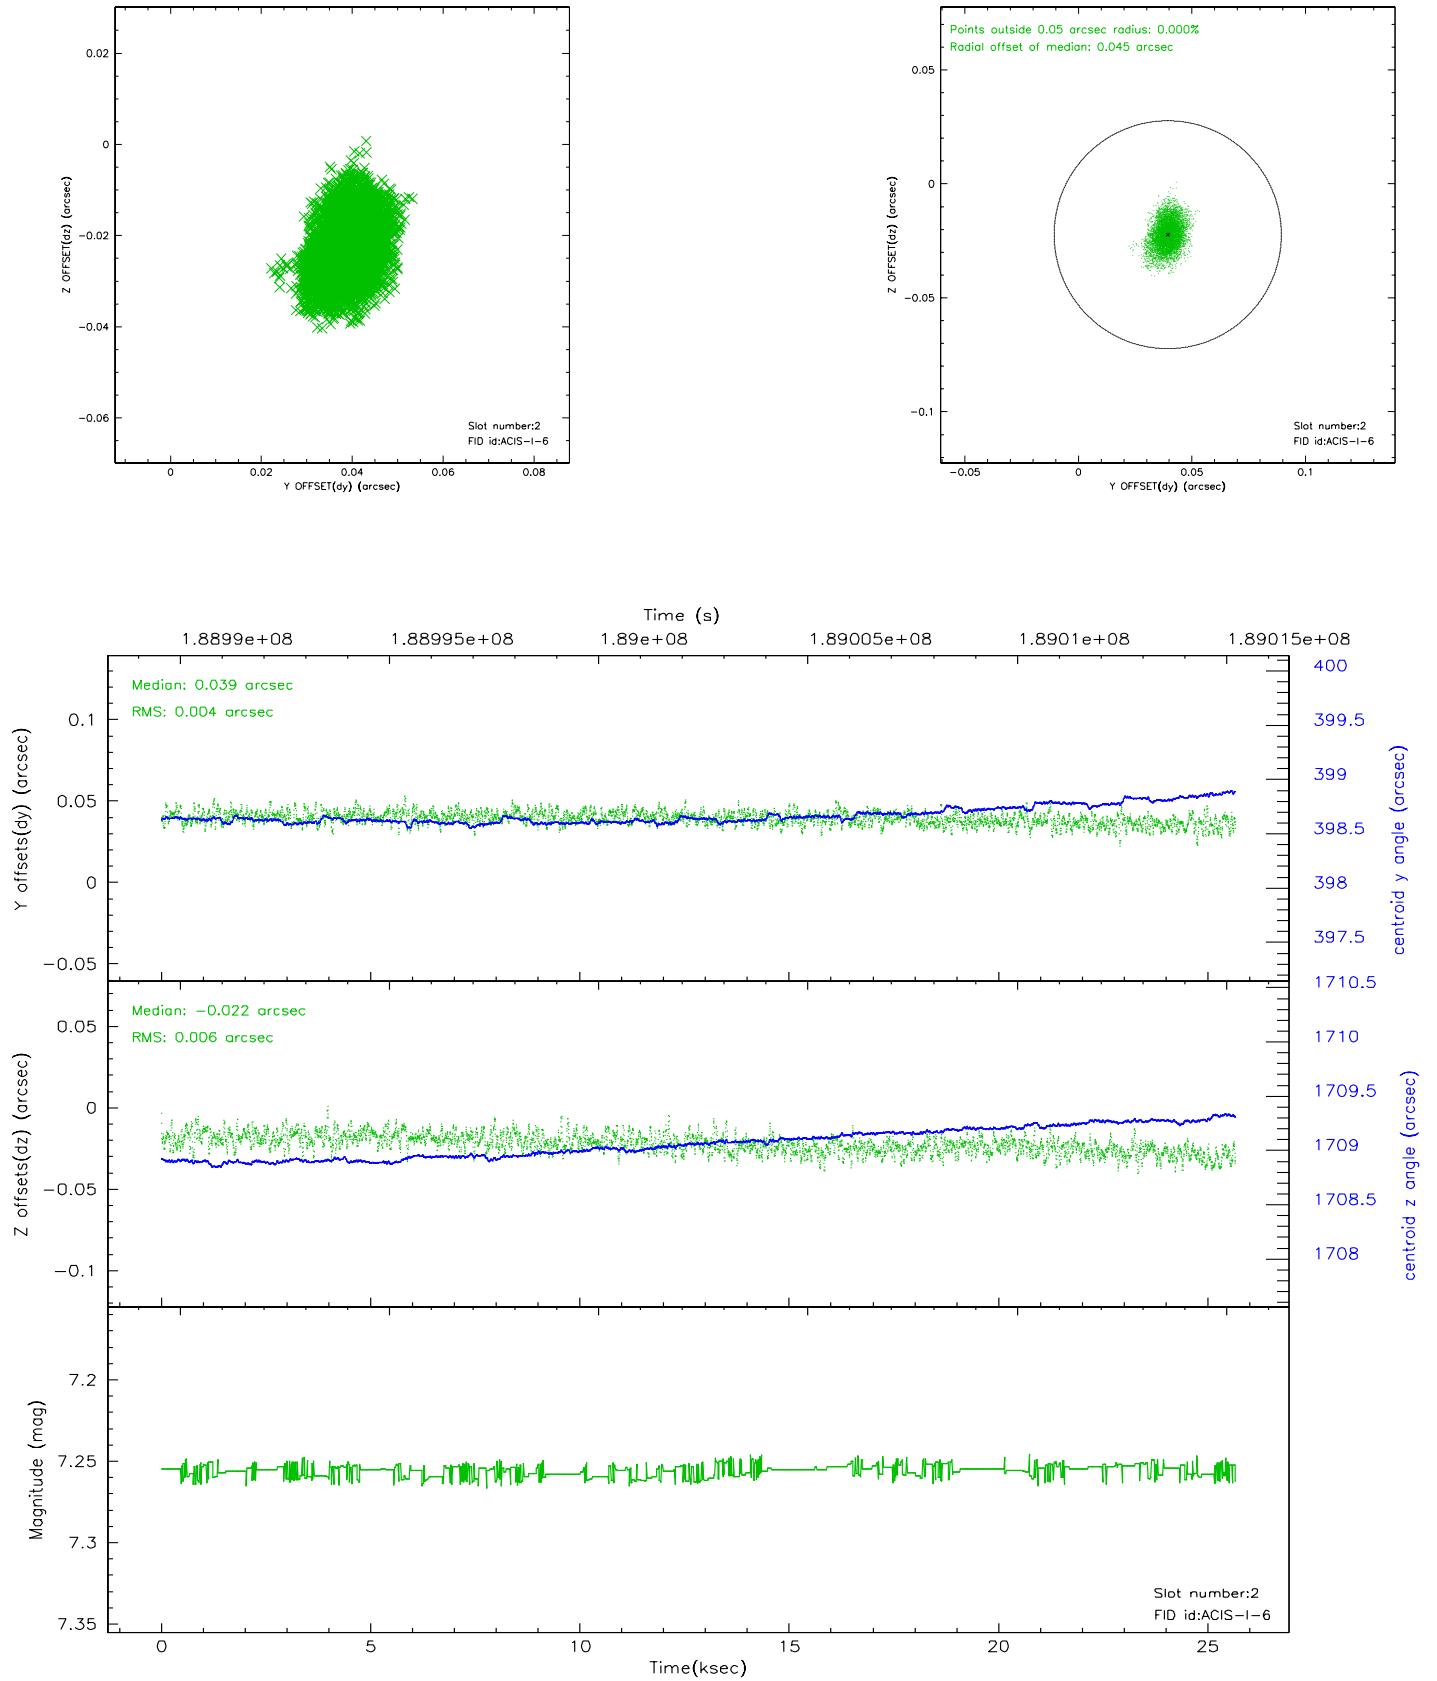 0.02
0
−0.02
−0.04
−0.06
Z OFFSET(dz) (arcsec)
Slot number:2
FID id:ACIS−I−6
0 0.02 0.04 0.06 0.08
Y OFFSET(dy) (arcsec)
Points outside 0.05 arcsec radius: 0.000%
Radial offset of median: 0.045 arcsec
0.05
0
−0.05
−0.1
Z OFFSET(dz) (arcsec)
Slot number:2
FID id:ACIS−I−6
−0.05 0 0.05 0.1
Y OFFSET(dy) (arcsec)
Time (s)
1.8899e+08 1.88995e+08 1.89e+08 1.89005e+08 1.8901e+08 1.89015e+08
Median: 0.039 arcsec
RMS: 0.004 arcsec
0.1
0.05
0
−0.05
Y offsets(dy) (arcsec)
400
399.5
399
398.5
398
397.5
centroid y angle (arcsec)
Median: −0.022 arcsec
RMS: 0.006 arcsec
0.05
0
−0.05
−0.1
Z offsets(dz) (arcsec)
1710.5
1710
1709.5
1709
1708.5
1708
centroid z angle (arcsec)
7.2
7.25
7.3
7.35
Magnitude (mag)
Slot number:2
FID id:ACIS−I−6
0 5 10 15 20 25
Time(ksec)